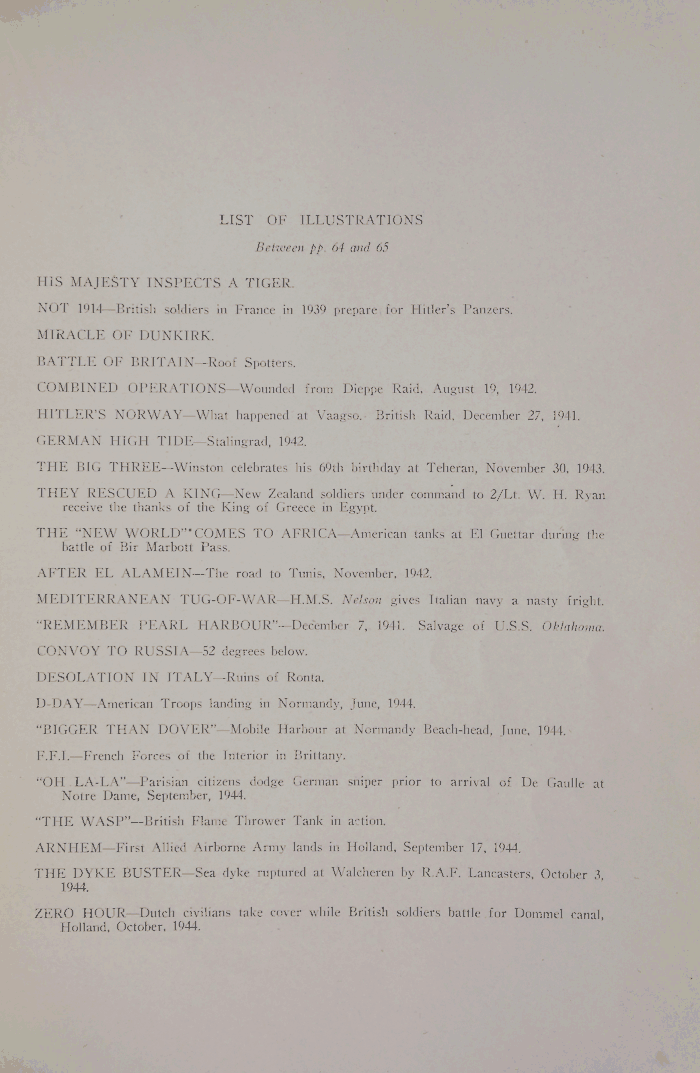 LIST OF ILLUSTRATIONS
Between pp. 64 and 65
HIS MAJESTY INSPECTS A TIGER.
NOT 1914—British soldiers in France in 1939 prepare for Hitler's Panzers.
MIRACLE OF DUNKIRK.
BATTLE OF BRITAIN—Roof Spotters.
COMBINED OPERATIONS—Wounded from Dieppe Raid, August 19, 1942.
HITLER'S NORWAY—What happened at Vaagso. British Raid, December 27, 1941.
GERMAN HIGH TIDE—Stalingrad, 1942.
THE BIG THREE—Winston celebrates his 69th birthday at Teheran, November 30, 1943.
THEY RESCUED A KING—New Zealand soldiers under command to 2/Lt. W. H. Ryan
receive the thanks of the King of Greece in Egypt.
THE "NEW WORLD" COMES TO AFRICA—American tanks at El Guettar during the
battle of Bir Marbott Pass.
AFTER EL ALAMEIN—The road to Tunis, November, 1942.
MEDITERRANEAN TUG-OF-WAR—H.M.S. Nelson gives Italian navy a nasty fright.
"REMEMBER PEARL HARBOUR"—December 7, 1941. Salvage of U.S.S. Oklahoma.
CONVOY TO RUSSIA—52 degrees below.
DESOLATION IN ITALY—Ruins of Ronta.
D-DAY—American Troops landing in Normandy, June, 1944.
"BIGGER THAN DOVER"—Mobile Harbour at Normandy Beach-head, June, 1944.
F.F.I.—French Forces of the Interior in Brittany.
"OH LA-LA"—Parisian citizens dodge German sniper prior to arrival of De Gaulle at
Notre Dame, September, 1944.
"THE WASP"—British Flame Thrower Tank in action.
ARNHEM—First Allied Airborne Army lands in Holland, September 17, 1944.
THE DYKE BUSTER—Sea dyke ruptured at Walcheren by R.A.F. Lancasters, October 3,
1944.
ZERO HOUR—Dutch civilians take cover while British soldiers battle for Dommel canal,
Holland, October, 1944.